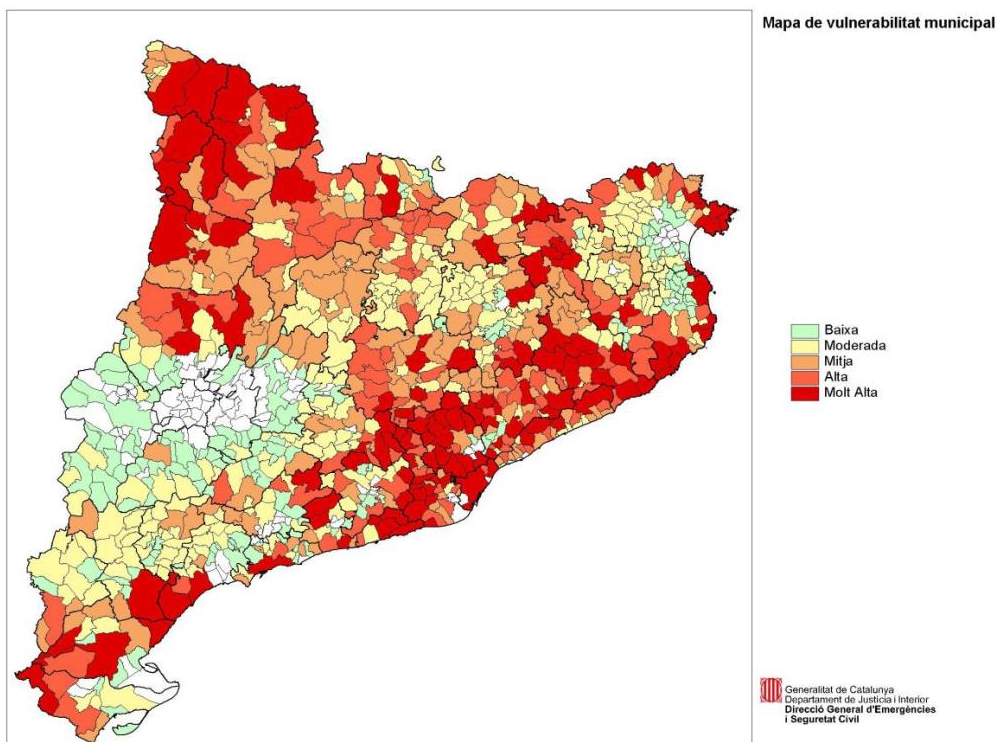 Mapa de vulnerabilitat municipal
Baixa
Moderada
Mitja
Alta
Molt Alta
Generalitat de Catalunya
Departament de Justícia i Interior
Direcció General d'Emergències
i Seguretat Civil